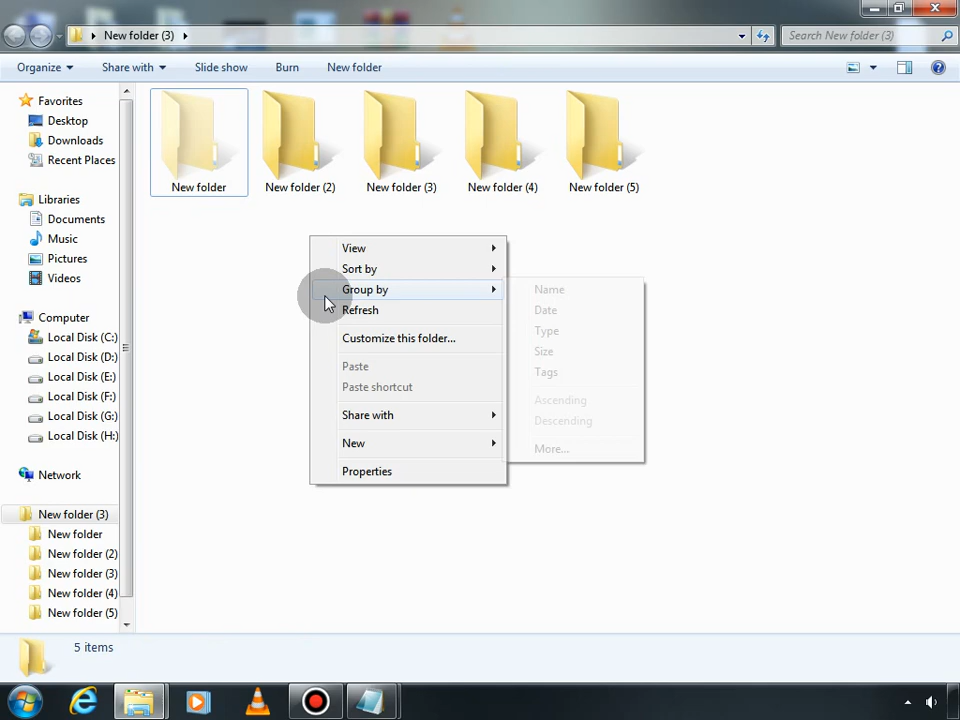 New folder (3)
Search New folder (3)
Organize
Share with
Slide show
Burn
New folder
Favorites
Desktop
Downloads
Recent Places
Libraries
Documents
Music
Pictures
Videos
Computer
Local Disk (C:)
Local Disk (D:)
Local Disk (E:)
Local Disk (F:)
Local Disk (G:)
Local Disk (H:)
Network
New folder (3)
New folder
New folder (2)
New folder (3)
New folder (4)
New folder (5)
New folder
New folder (2)
New folder (3)
New folder (4)
New folder (5)
View
Sort by
Group by
Refresh
Customize this folder...
Paste
Paste shortcut
Share with
New
Properties
Name
Date
Type
Size
Tags
Ascending
Descending
More...
5 items